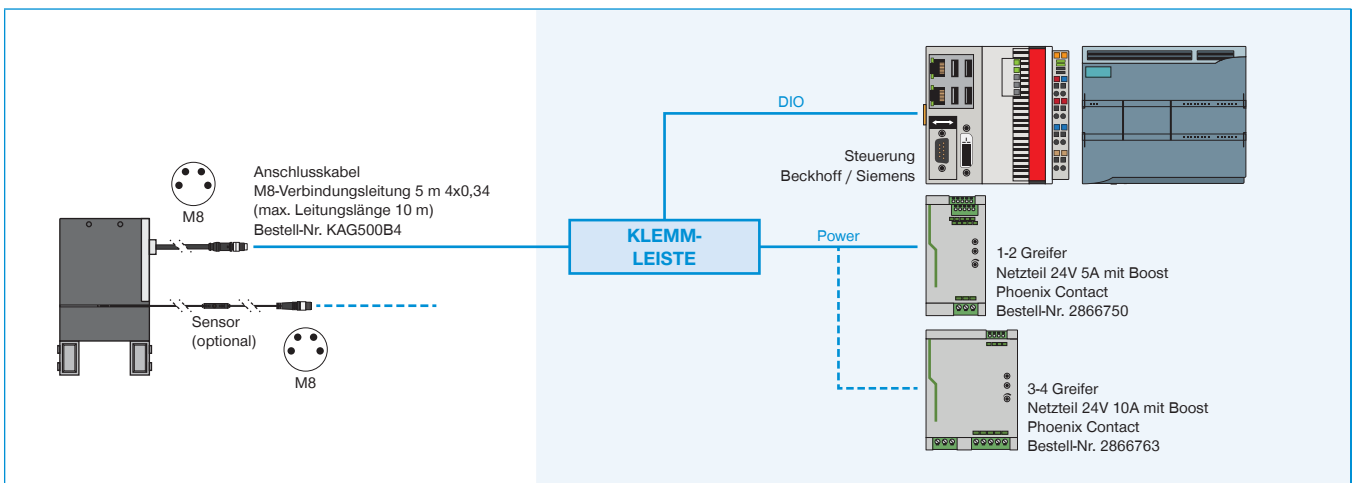 M8
Anschlusskabel
M8-Verbindungsleitung 5 m 4x0,34
(max. Leitungslänge 10 m)
Bestell-Nr. KAG500B4
Sensor
(optional)
M8
KLEMM-
LEISTE
DIO
Steuerung
Beckhoff / Siemens
Power
1-2 Greifer
Netzteil 24V 5A mit Boost
Phoenix Contact
Bestell-Nr. 2866750
3-4 Greifer
Netzteil 24V 10A mit Boost
Phoenix Contact
Bestell-Nr. 2866763